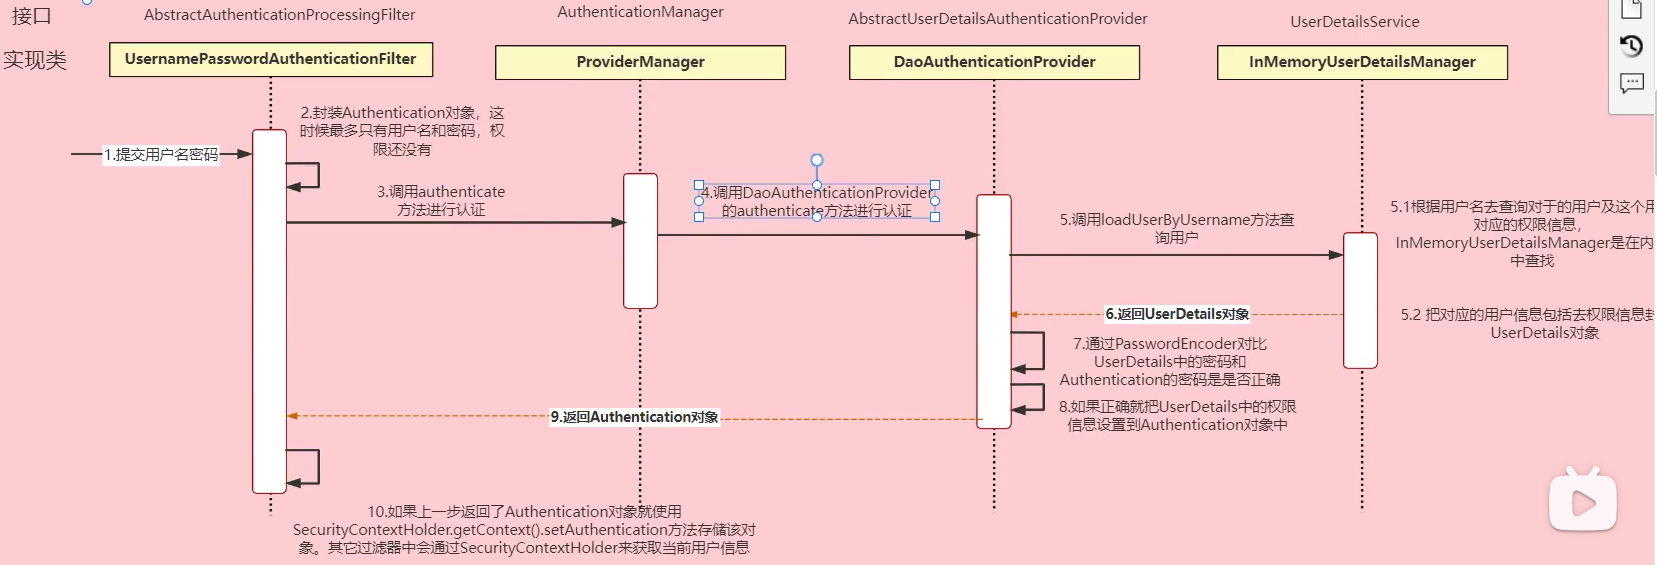 接口
AbstractAuthenticationProcessingFilter
AuthenticationManager
AbstractUserDetailsAuthenticationProvider
UserDetailsService
实现类
UsernamePasswordAuthenticationFilter
ProviderManager
DaoAuthenticationProvider
InMemoryUserDetailsManager
1.提交用户名密码
2.封装Authentication对象，这
时候最多只有用户名和密码，权
限还没有
3.调用authenticate
方法进行认证
4.调用DaoAuthenticationProvider
的authenticate方法进行认证
5.调用loadUserByUsername方法查
询用户
5.1根据用户名去查询对于的用户及这个用
对应的权限信息，
InMemoryUserDetailsManager是在内
中查找
6.返回UserDetails对象
5.2 把对应的用户信息包括去权限信息封
UserDetails对象
7.通过PasswordEncoder对比
UserDetails中的密码和
Authentication的密码是是否正确
8.如果正确就把UserDetails中的权限
信息设置到Authentication对象中
9.返回Authentication对象
10.如果上一步返回了Authentication对象就使用
SecurityContextHolder.getContext().setAuthentication方法存储该对
象。其它过滤器中会通过SecurityContextHolder来获取当前用户信息